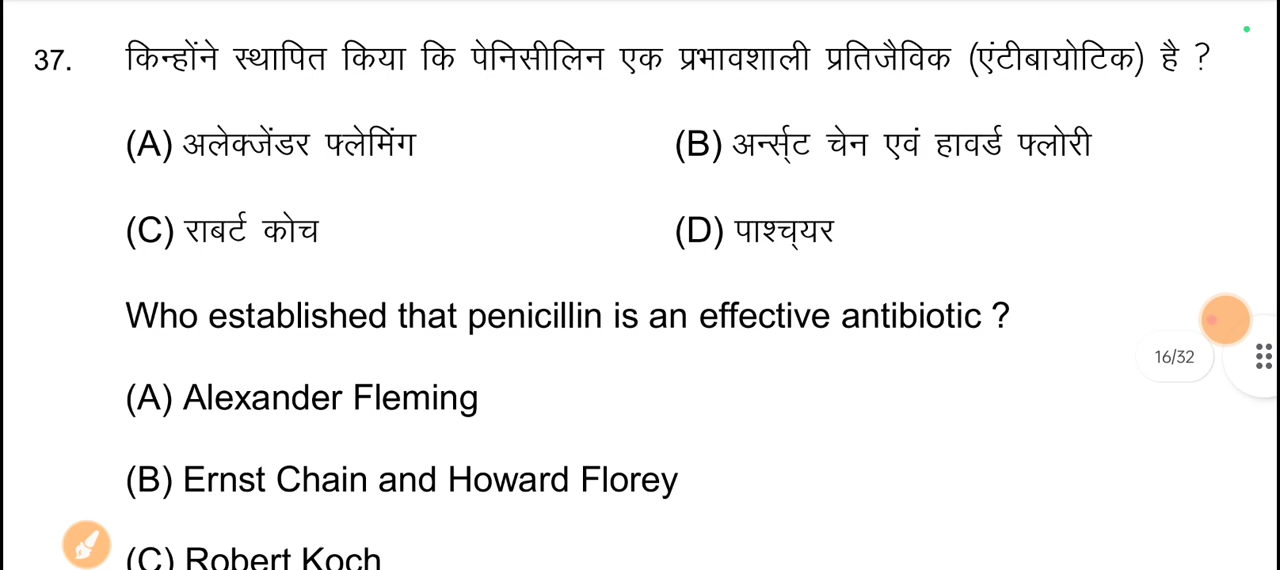 37. किन्होंने स्थापित किया कि पेनिसीलिन एक प्रभावशाली प्रतिजैविक (एंटीबायोटिक) है ?
(A) अलेक्जेंडर फ्लेमिंग (B) अर्न्स्ट चेन एवं हावर्ड फ्लोरी
(C) राबर्ट कोच (D) पाश्च्यर
Who established that penicillin is an effective antibiotic ?
16/32
(A) Alexander Fleming
(B) Ernst Chain and Howard Florey
(C) Robert Koch